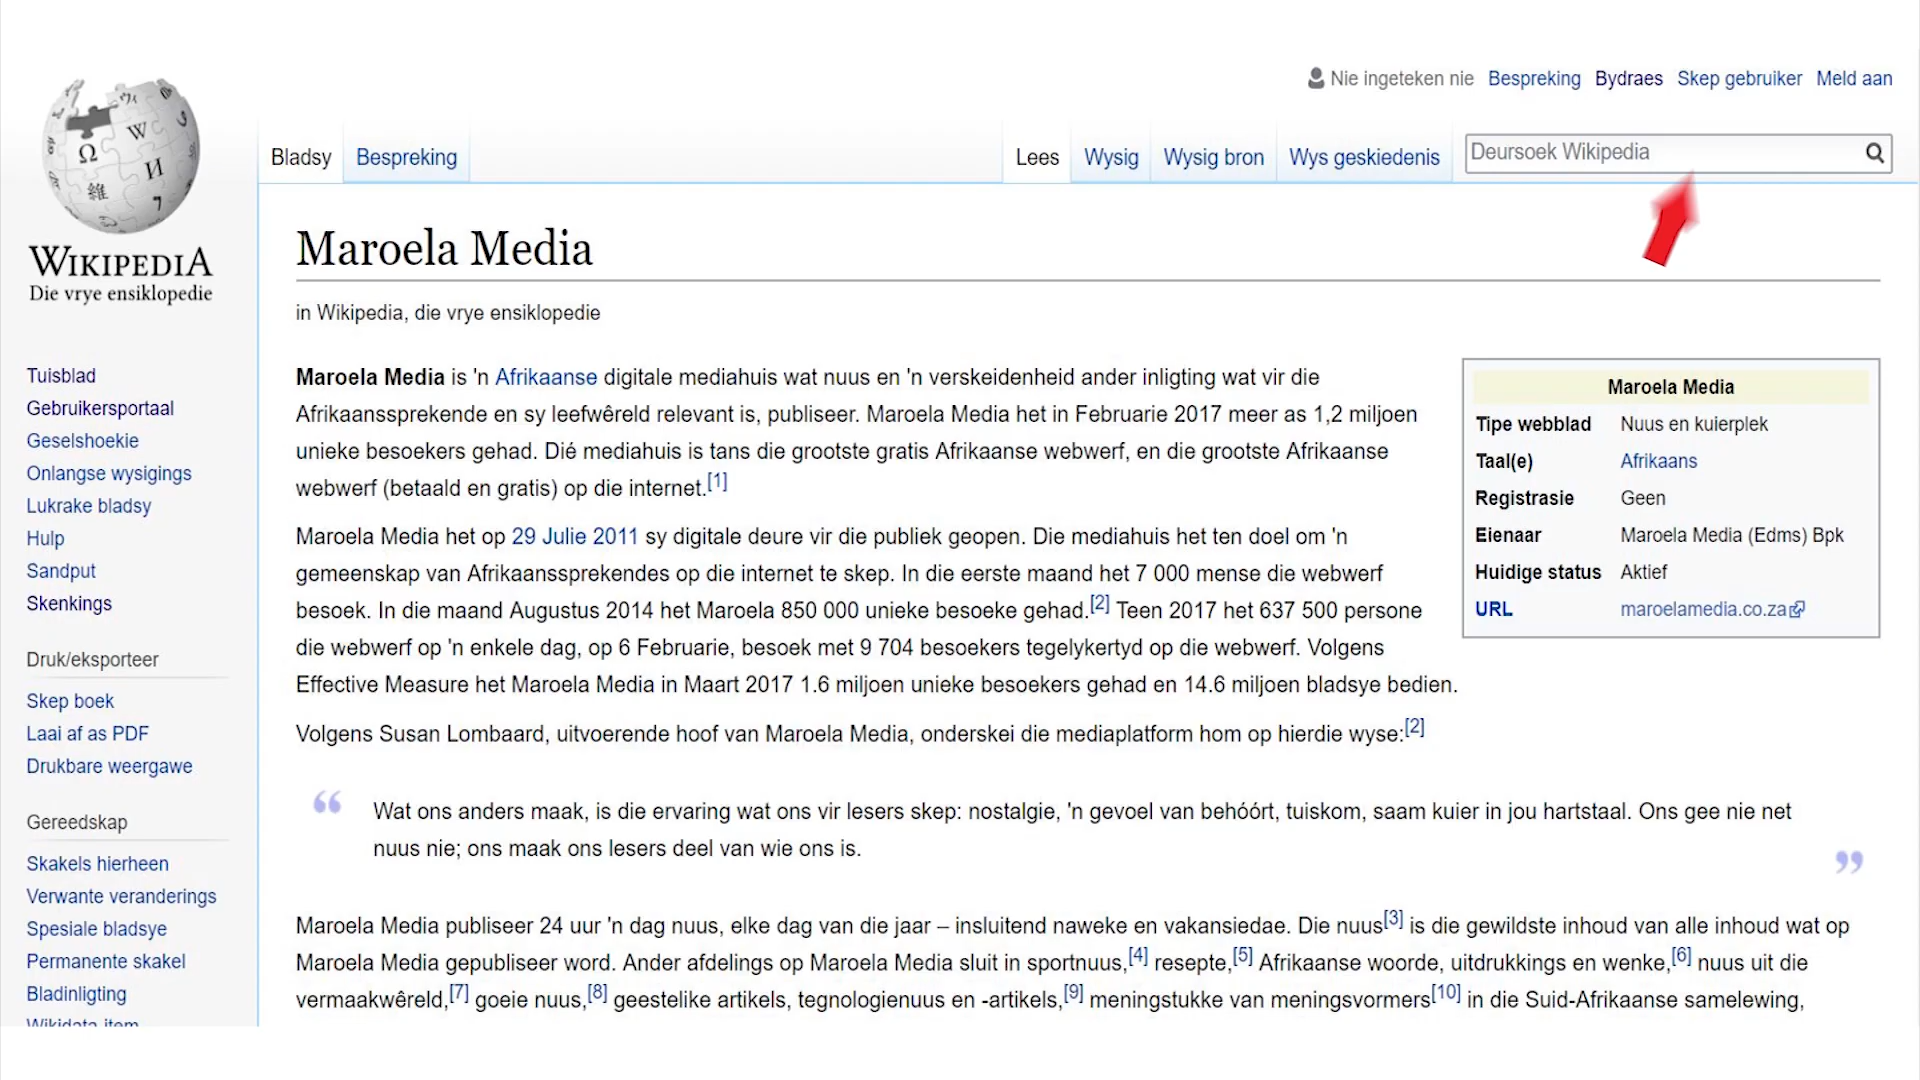 Nie ingeteken nie Bespreking Bydraes Skep gebruiker Meld aan
Bladsy Bespreking Lees Wysig Wysig bron Wys geskiedenis Deursoek Wikipedia
WIKIPEDIA
Die vrye ensiklopedie
Tuisblad
Gebruikersportaal
Geselshoekie
Onlangse wysigings
Lukrake bladsy
Hulp
Sandput
Skenkings
Druk/eksporteer
Skep boek
Laai af as PDF
Drukbare weergawe
Gereedskap
Skakels hierheen
Verwante veranderings
Spesiale bladsye
Permanente skakel
Bladinligting
Wikidata-item
Maroela Media
in Wikipedia, die vrye ensiklopedie
Maroela Media is 'n Afrikaanse digitale mediahuis wat nuus en 'n verskeidenheid ander inligting wat vir die
Afrikaanssprekende en sy leefwêreld relevant is, publiseer. Maroela Media het in Februarie 2017 meer as 1,2 miljoen
unieke besoekers gehad. Dié mediahuis is tans die grootste gratis Afrikaanse webwerf, en die grootste Afrikaanse
webwerf (betaald en gratis) op die internet.[1]
Maroela Media het op 29 Julie 2011 sy digitale deure vir die publiek geopen. Die mediahuis het ten doel om 'n
gemeenskap van Afrikaanssprekendes op die internet te skep. In die eerste maand het 7 000 mense die webwerf
besoek. In die maand Augustus 2014 het Maroela 850 000 unieke besoeke gehad.[2] Teen 2017 het 637 500 persone
die webwerf op 'n enkele dag, op 6 Februarie, besoek met 9 704 besoekers tegelykertyd op die webwerf. Volgens
Effective Measure het Maroela Media in Maart 2017 1.6 miljoen unieke besoekers gehad en 14.6 miljoen bladsye bedien.
Volgens Susan Lombaard, uitvoerende hoof van Maroela Media, onderskei die mediaplatform hom op hierdie wyse:[2]
“ Wat ons anders maak, is die ervaring wat ons vir lesers skep: nostalgie, 'n gevoel van behóórt, tuiskom, saam kuier in jou hartstaal. Ons gee nie net
nuus nie; ons maak ons lesers deel van wie ons is. ”
Maroela Media publiseer 24 uur 'n dag nuus, elke dag van die jaar – insluitend naweke en vakansiedae. Die nuus[3] is die gewildste inhoud van alle inhoud wat op
Maroela Media gepubliseer word. Ander afdelings op Maroela Media sluit in sportnuus,[4] resepte,[5] Afrikaanse woorde, uitdrukkings en wenke,[6] nuus uit die
vermaakwêreld,[7] goeie nuus,[8] geestelike artikels, tegnologienuus en -artikels,[9] meningstukke van meningsvormers[10] in die Suid-Afrikaanse samelewing,
Maroela Media
Tipe webblad Nuus en kuierplek
Taal(e) Afrikaans
Registrasie Geen
Eienaar Maroela Media (Edms) Bpk
Huidige status Aktief
URL maroelamedia.co.za